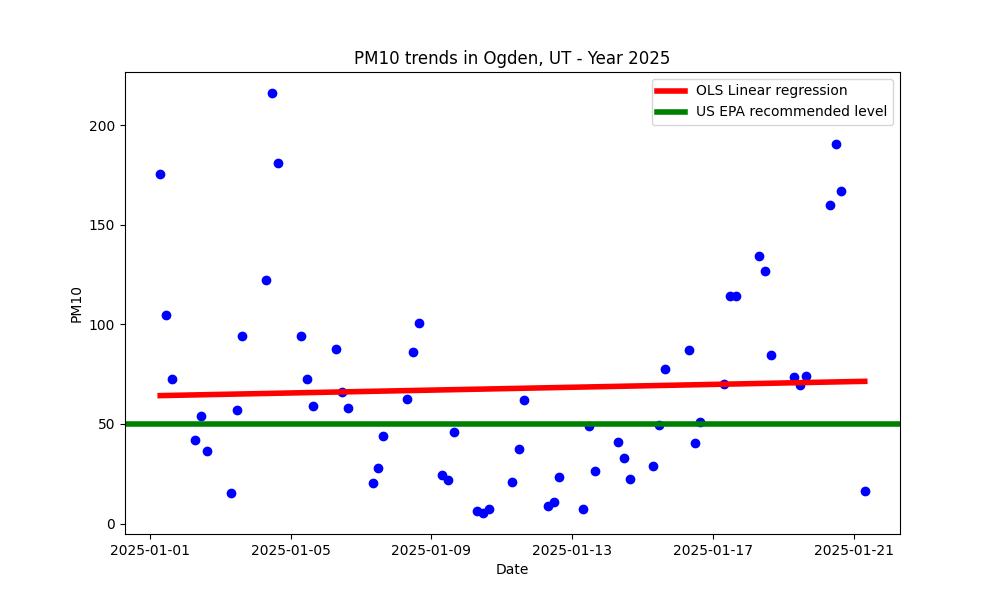 PM10 trends in Ogden, UT - Year 2025
OLS Linear regression
US EPA recommended level
PM10
200
150
100
50
0
2025-01-01
2025-01-05
2025-01-09
2025-01-13
2025-01-17
2025-01-21
Date